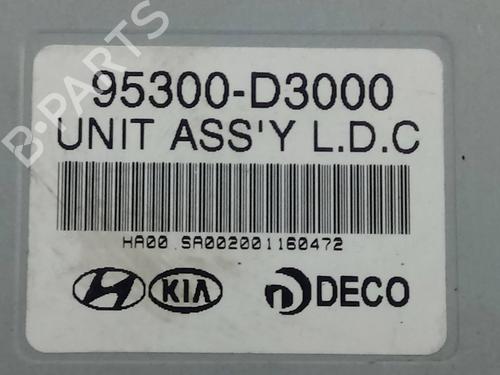 95300-D3000
UNIT ASS'Y L.D.C
HA00 SA002001160472
KIA DECO
B-PARTS